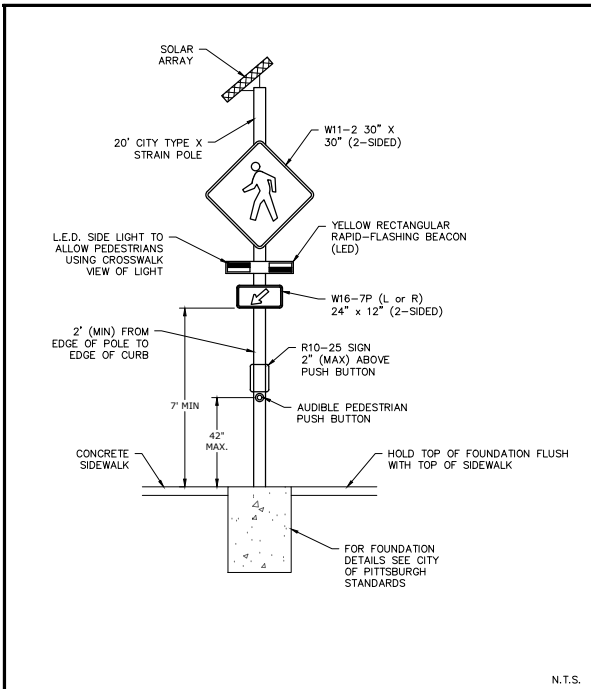 SOLAR
ARRAY
20' CITY TYPE X
STRAIN POLE
W11-2 30" X
30" (2-SIDED)
L.E.D. SIDE LIGHT TO
ALLOW PEDESTRIANS
USING CROSSWALK
VIEW OF LIGHT
YELLOW RECTANGULAR
RAPID-FLASHING BEACON
(LED)
W16-7P (L or R)
24" x 12" (2-SIDED)
2' (MIN) FROM
EDGE OF POLE TO
EDGE OF CURB
R10-25 SIGN
2" (MAX) ABOVE
PUSH BUTTON
7' MIN
AUDIBLE PEDESTRIAN
PUSH BUTTON
42"
MAX.
CONCRETE
SIDEWALK
HOLD TOP OF FOUNDATION FLUSH
WITH TOP OF SIDEWALK
FOR FOUNDATION
DETAILS SEE CITY
OF PITTSBURGH
STANDARDS
N.T.S.